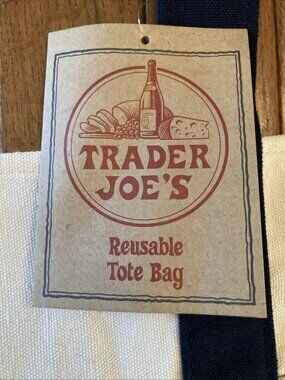 TRADER
JOE'S
Reusable
Tote Bag